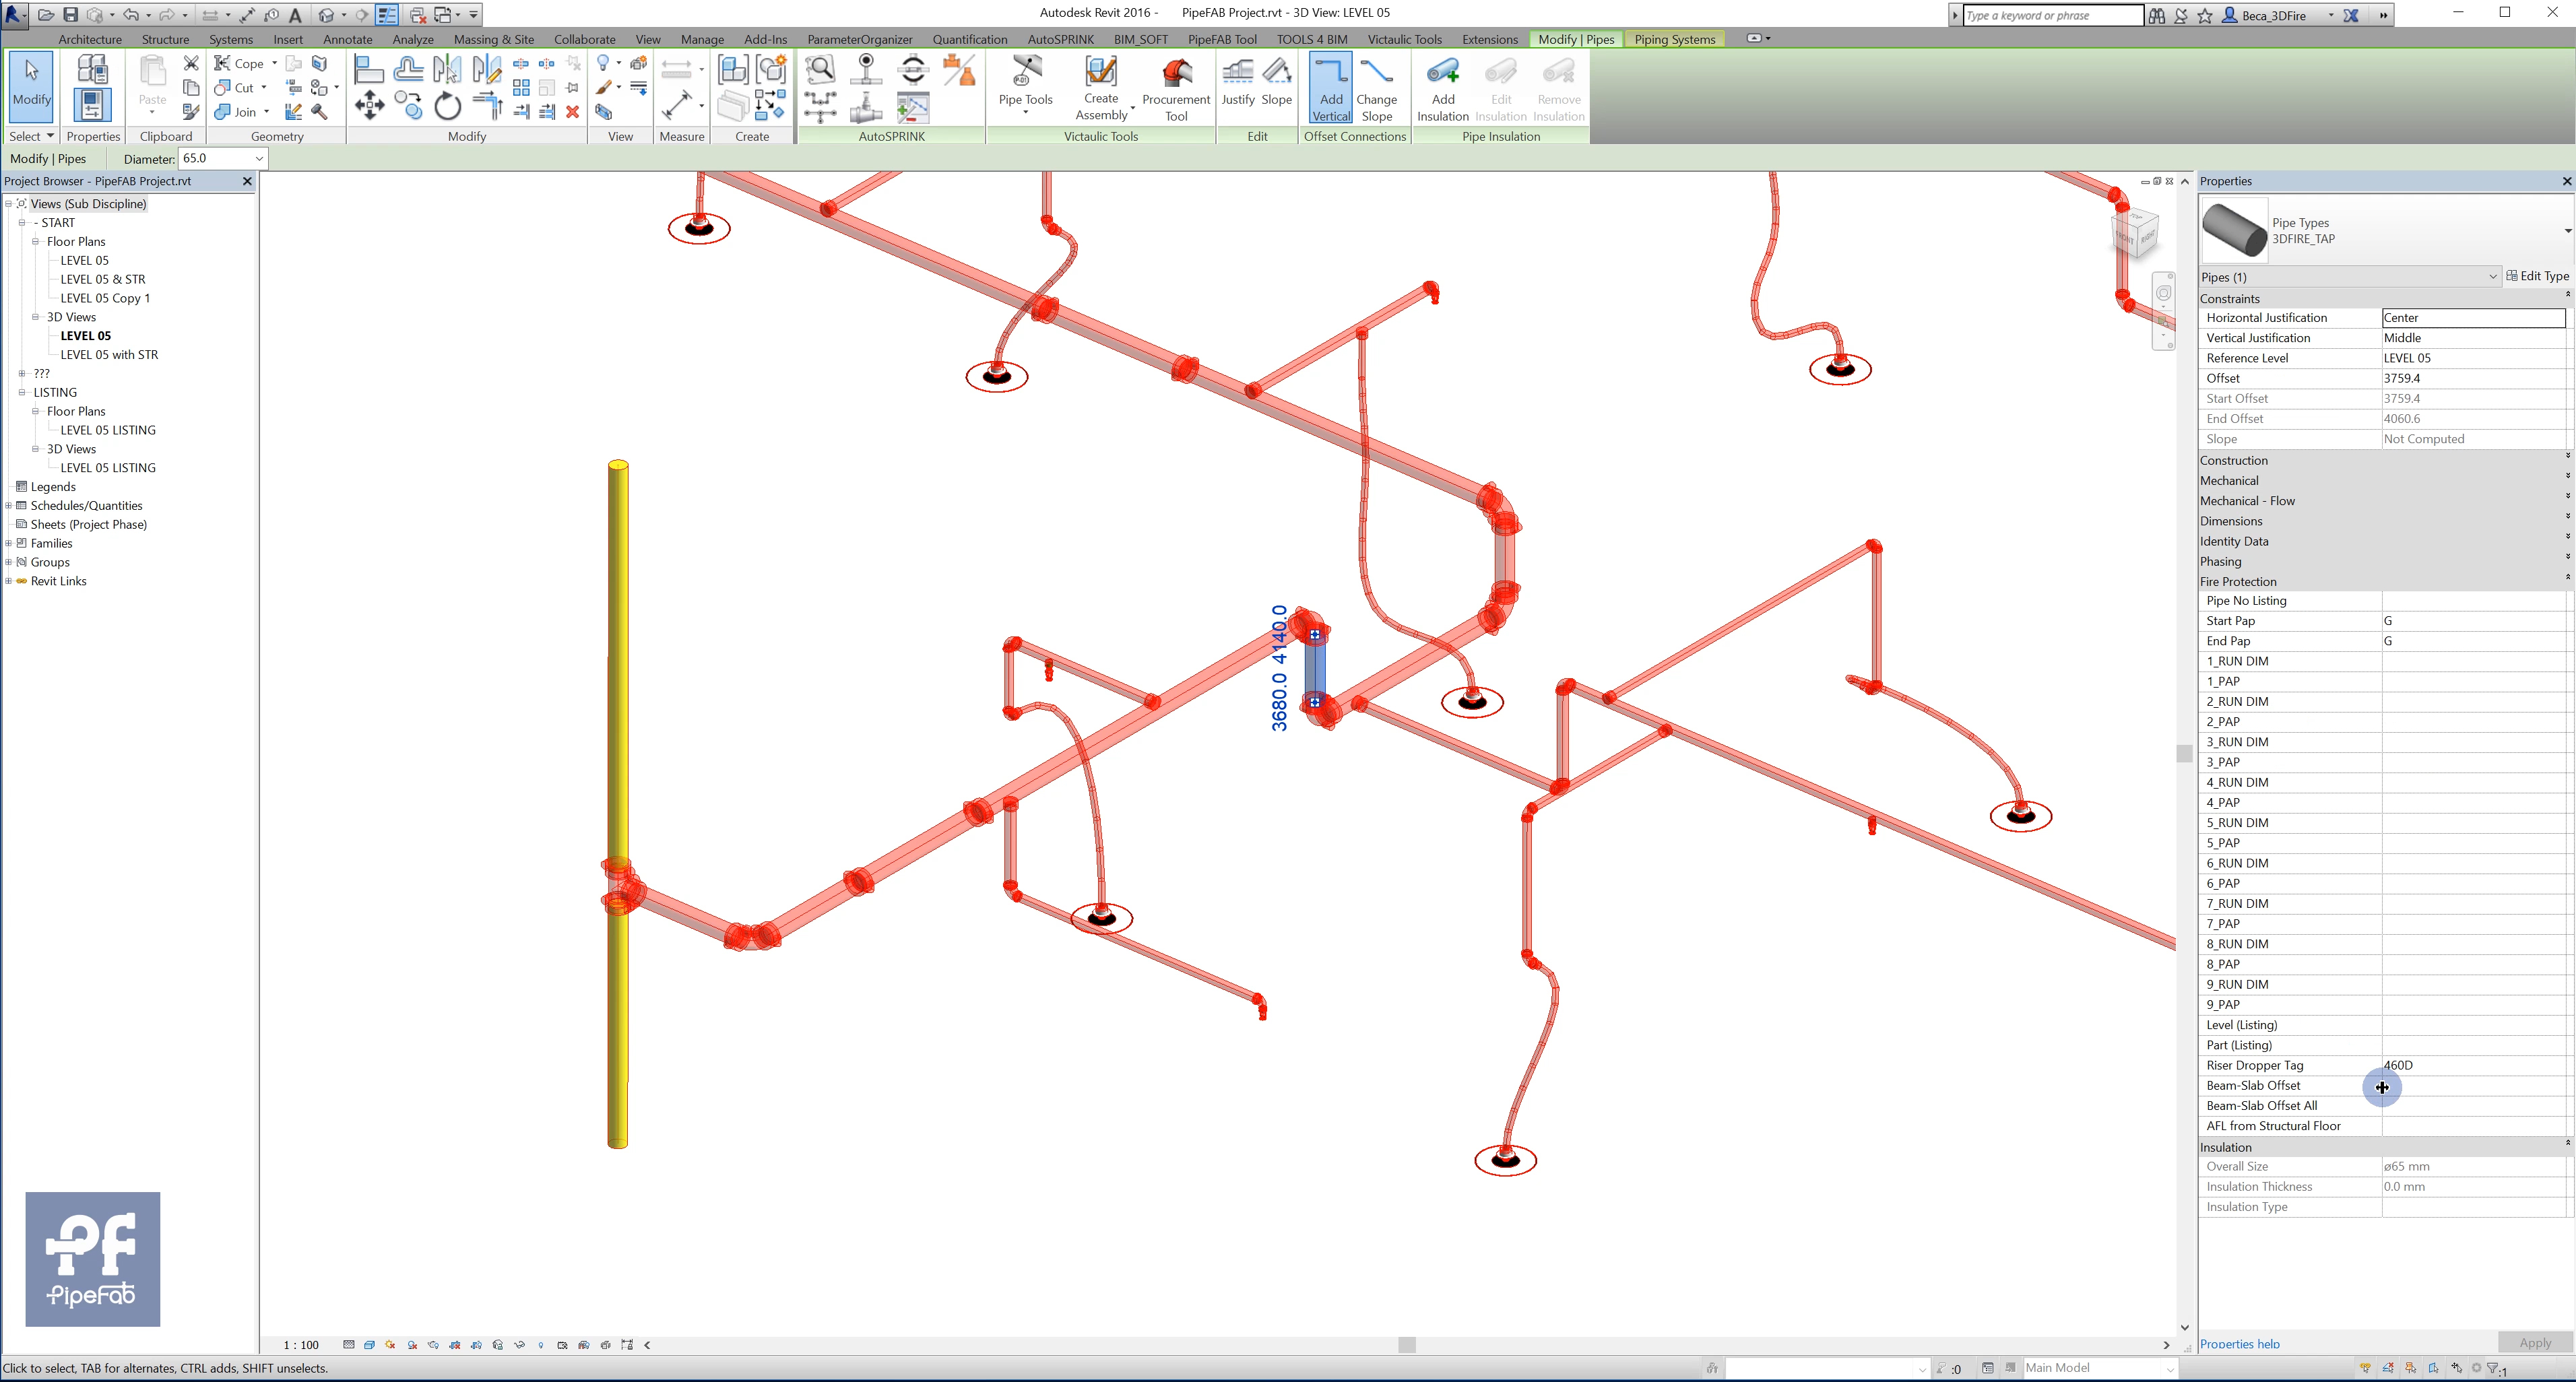 Autodesk Revit 2016 - PipeFAB Project.rvt - 3D View: LEVEL 05
Type a keyword or phrase
Beca_3DFire
Architecture Structure Systems Insert Annotate Analyze Massing & Site Collaborate View Manage Add-Ins ParameterOrganizer Quantification AutoSPRINK BIM_SOFT PipeFAB Tool TOOLS 4 BIM Victaulic Tools Extensions Modify | Pipes Piping Systems
Modify
Paste
Cope
Cut
Join
Pipe Tools
Create Assembly
Procurement Tool
Justify
Slope
Add Vertical
Change Slope
Add Insulation
Edit Insulation
Remove Insulation
Select Properties Clipboard Geometry Modify View Measure Create AutoSPRINK Victaulic Tools Edit Offset Connections Pipe Insulation
Modify | Pipes
Diameter: 65.0
Project Browser - PipeFAB Project.rvt
Views (Sub Discipline)
- START
Floor Plans
LEVEL 05
LEVEL 05 & STR
LEVEL 05 Copy 1
3D Views
LEVEL 05
LEVEL 05 with STR
???
LISTING
Floor Plans
LEVEL 05 LISTING
3D Views
LEVEL 05 LISTING
Legends
Schedules/Quantities
Sheets (Project Phase)
Families
Groups
Revit Links
pf
PipeFab
3680.0 4140.0
TOP
FRONT
RIGHT
Properties
Pipe Types
3DFIRE_TAP
Pipes (1)
Edit Type
Constraints
Horizontal Justification Center
Vertical Justification Middle
Reference Level LEVEL 05
Offset 3759.4
Start Offset 3759.4
End Offset 4060.6
Slope Not Computed
Construction
Mechanical
Mechanical - Flow
Dimensions
Identity Data
Phasing
Fire Protection
Pipe No Listing
Start Pap G
End Pap G
1_RUN DIM
1_PAP
2_RUN DIM
2_PAP
3_RUN DIM
3_PAP
4_RUN DIM
4_PAP
5_RUN DIM
5_PAP
6_RUN DIM
6_PAP
7_RUN DIM
7_PAP
8_RUN DIM
8_PAP
9_RUN DIM
9_PAP
Level (Listing)
Part (Listing)
Riser Dropper Tag 460D
Beam-Slab Offset
Beam-Slab Offset All
AFL from Structural Floor
Insulation
Overall Size ø65 mm
Insulation Thickness 0.0 mm
Insulation Type
Properties help
Apply
1 : 100
Click to select, TAB for alternates, CTRL adds, SHIFT unselects.
:0
Main Model
:1